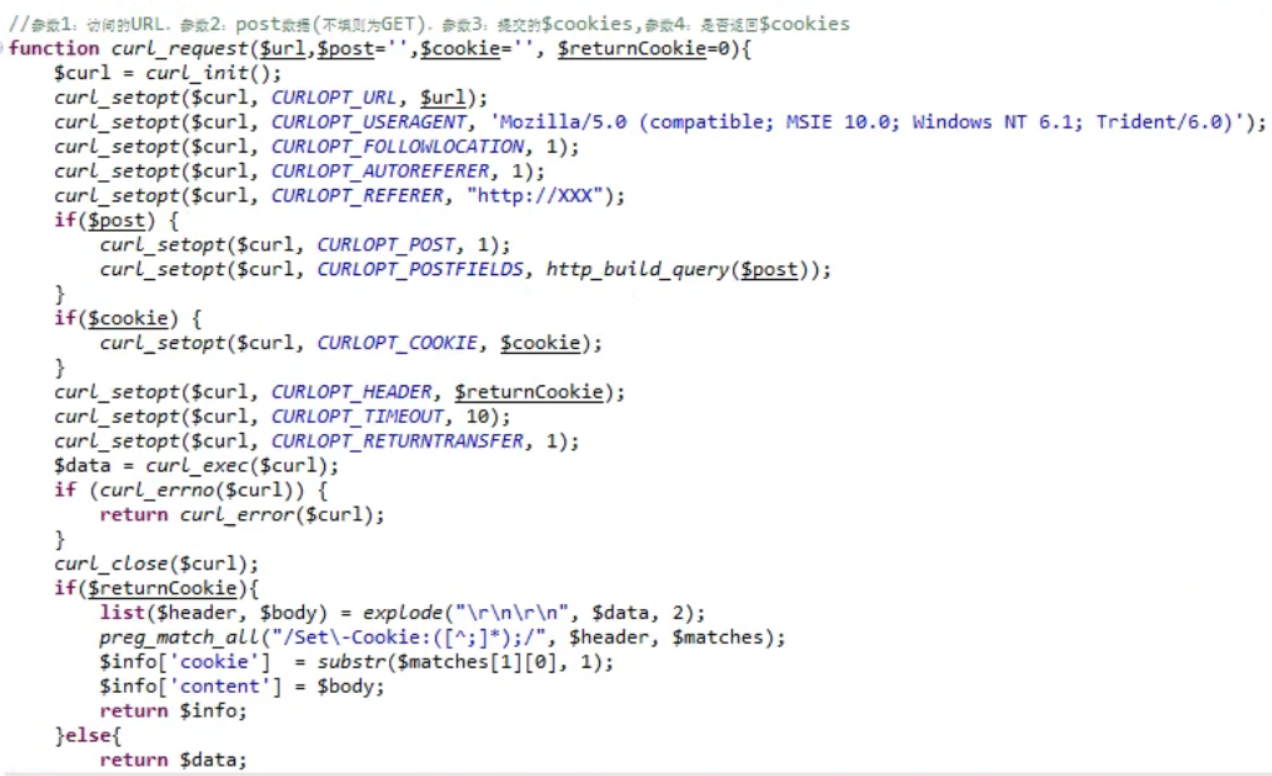 //参数1：访问的URL，参数2：post数据(不填则为GET)，参数3：提交的$cookies,参数4：是否返回$cookies
function curl_request($url,$post='',$cookie='', $returnCookie=0){
    $curl = curl_init();
    curl_setopt($curl, CURLOPT_URL, $url);
    curl_setopt($curl, CURLOPT_USERAGENT, 'Mozilla/5.0 (compatible; MSIE 10.0; Windows NT 6.1; Trident/6.0)');
    curl_setopt($curl, CURLOPT_FOLLOWLOCATION, 1);
    curl_setopt($curl, CURLOPT_AUTOREFERER, 1);
    curl_setopt($curl, CURLOPT_REFERER, "http://XXX");
    if($post) {
        curl_setopt($curl, CURLOPT_POST, 1);
        curl_setopt($curl, CURLOPT_POSTFIELDS, http_build_query($post));
    }
    if($cookie) {
        curl_setopt($curl, CURLOPT_COOKIE, $cookie);
    }
    curl_setopt($curl, CURLOPT_HEADER, $returnCookie);
    curl_setopt($curl, CURLOPT_TIMEOUT, 10);
    curl_setopt($curl, CURLOPT_RETURNTRANSFER, 1);
    $data = curl_exec($curl);
    if (curl_errno($curl)) {
        return curl_error($curl);
    }
    curl_close($curl);
    if($returnCookie){
        list($header, $body) = explode("\r\n\r\n", $data, 2);
        preg_match_all("/Set\-Cookie:([^;]*);/", $header, $matches);
        $info['cookie']  = substr($matches[1][0], 1);
        $info['content'] = $body;
        return $info;
    }else{
        return $data;